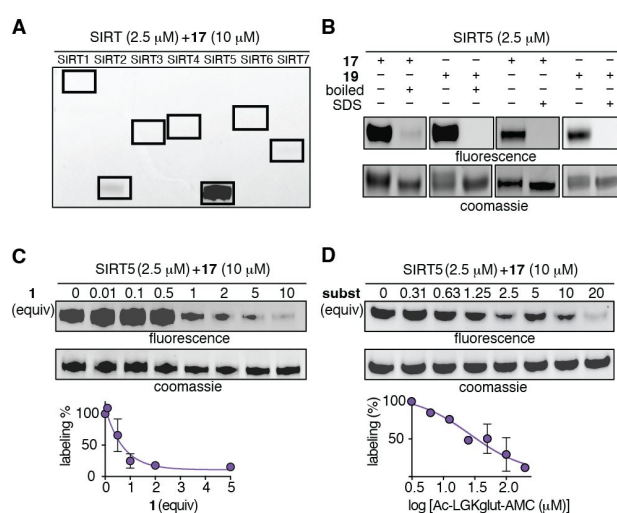 A
SIRT (2.5 μM) +17 (10 μM)
SIRT1 SIRT2 SIRT3 SIRT4 SIRT5 SIRT6 SIRT7
B
SIRT5 (2.5 μM)
17 + + – – + + – –
19 – – + + – – + +
boiled – + – + – – – –
SDS – – – – – + – +
fluorescence
coomassie
C
SIRT5 (2.5 μM) +17 (10 μM)
1 0 0.01 0.1 0.5 1 2 5 10
(equiv)
fluorescence
coomassie
labeling %
100
50
0
0 1 2 3 4 5
1 (equiv)
D
SIRT5(2.5 μM) +17 (10 μM)
subst 0 0.31 0.63 1.25 2.5 5 10 20
(equiv)
fluorescence
coomassie
labeling (%)
100
50
0.5 1.0 1.5 2.0
log [Ac-LGKglut-AMC (μM)]